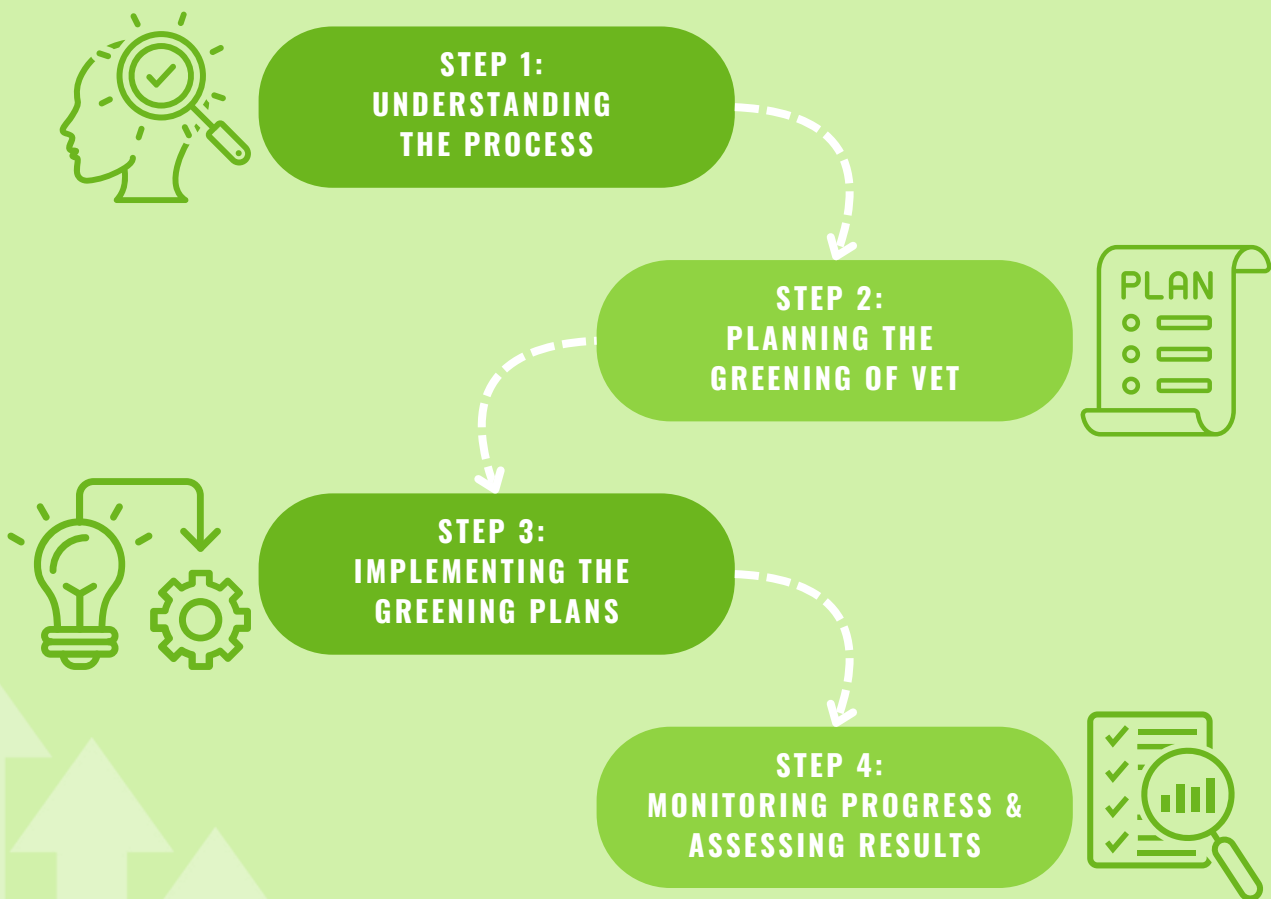 STEP 1:
UNDERSTANDING
THE PROCESS
STEP 2:
PLANNING THE
GREENING OF VET
PLAN
STEP 3:
IMPLEMENTING THE
GREENING PLANS
STEP 4:
MONITORING PROGRESS &
ASSESSING RESULTS